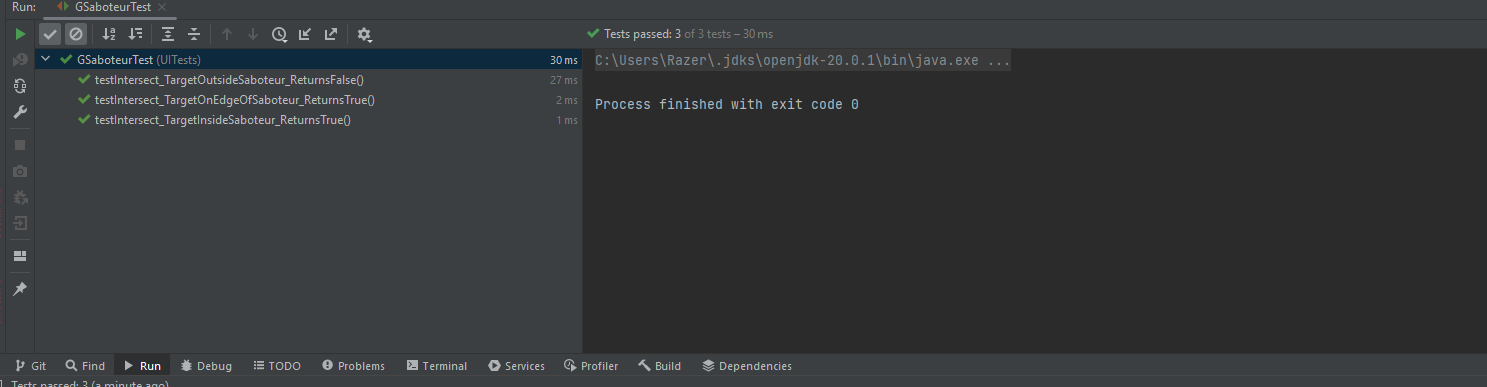 Run: GSaboteurTest
Tests passed: 3 of 3 tests – 30 ms
GSaboteurTest (UITests) 30 ms
testIntersect_TargetOutsideSaboteur_ReturnsFalse() 27 ms
testIntersect_TargetOnEdgeOfSaboteur_ReturnsTrue() 2 ms
testIntersect_TargetInsideSaboteur_ReturnsTrue() 1 ms
C:\Users\Razer\.jdks\openjdk-20.0.1\bin\java.exe ...
Process finished with exit code 0
Git Find Run Debug TODO Problems Terminal Services Profiler Build Dependencies
Tests passed: 3 (a minute ago)